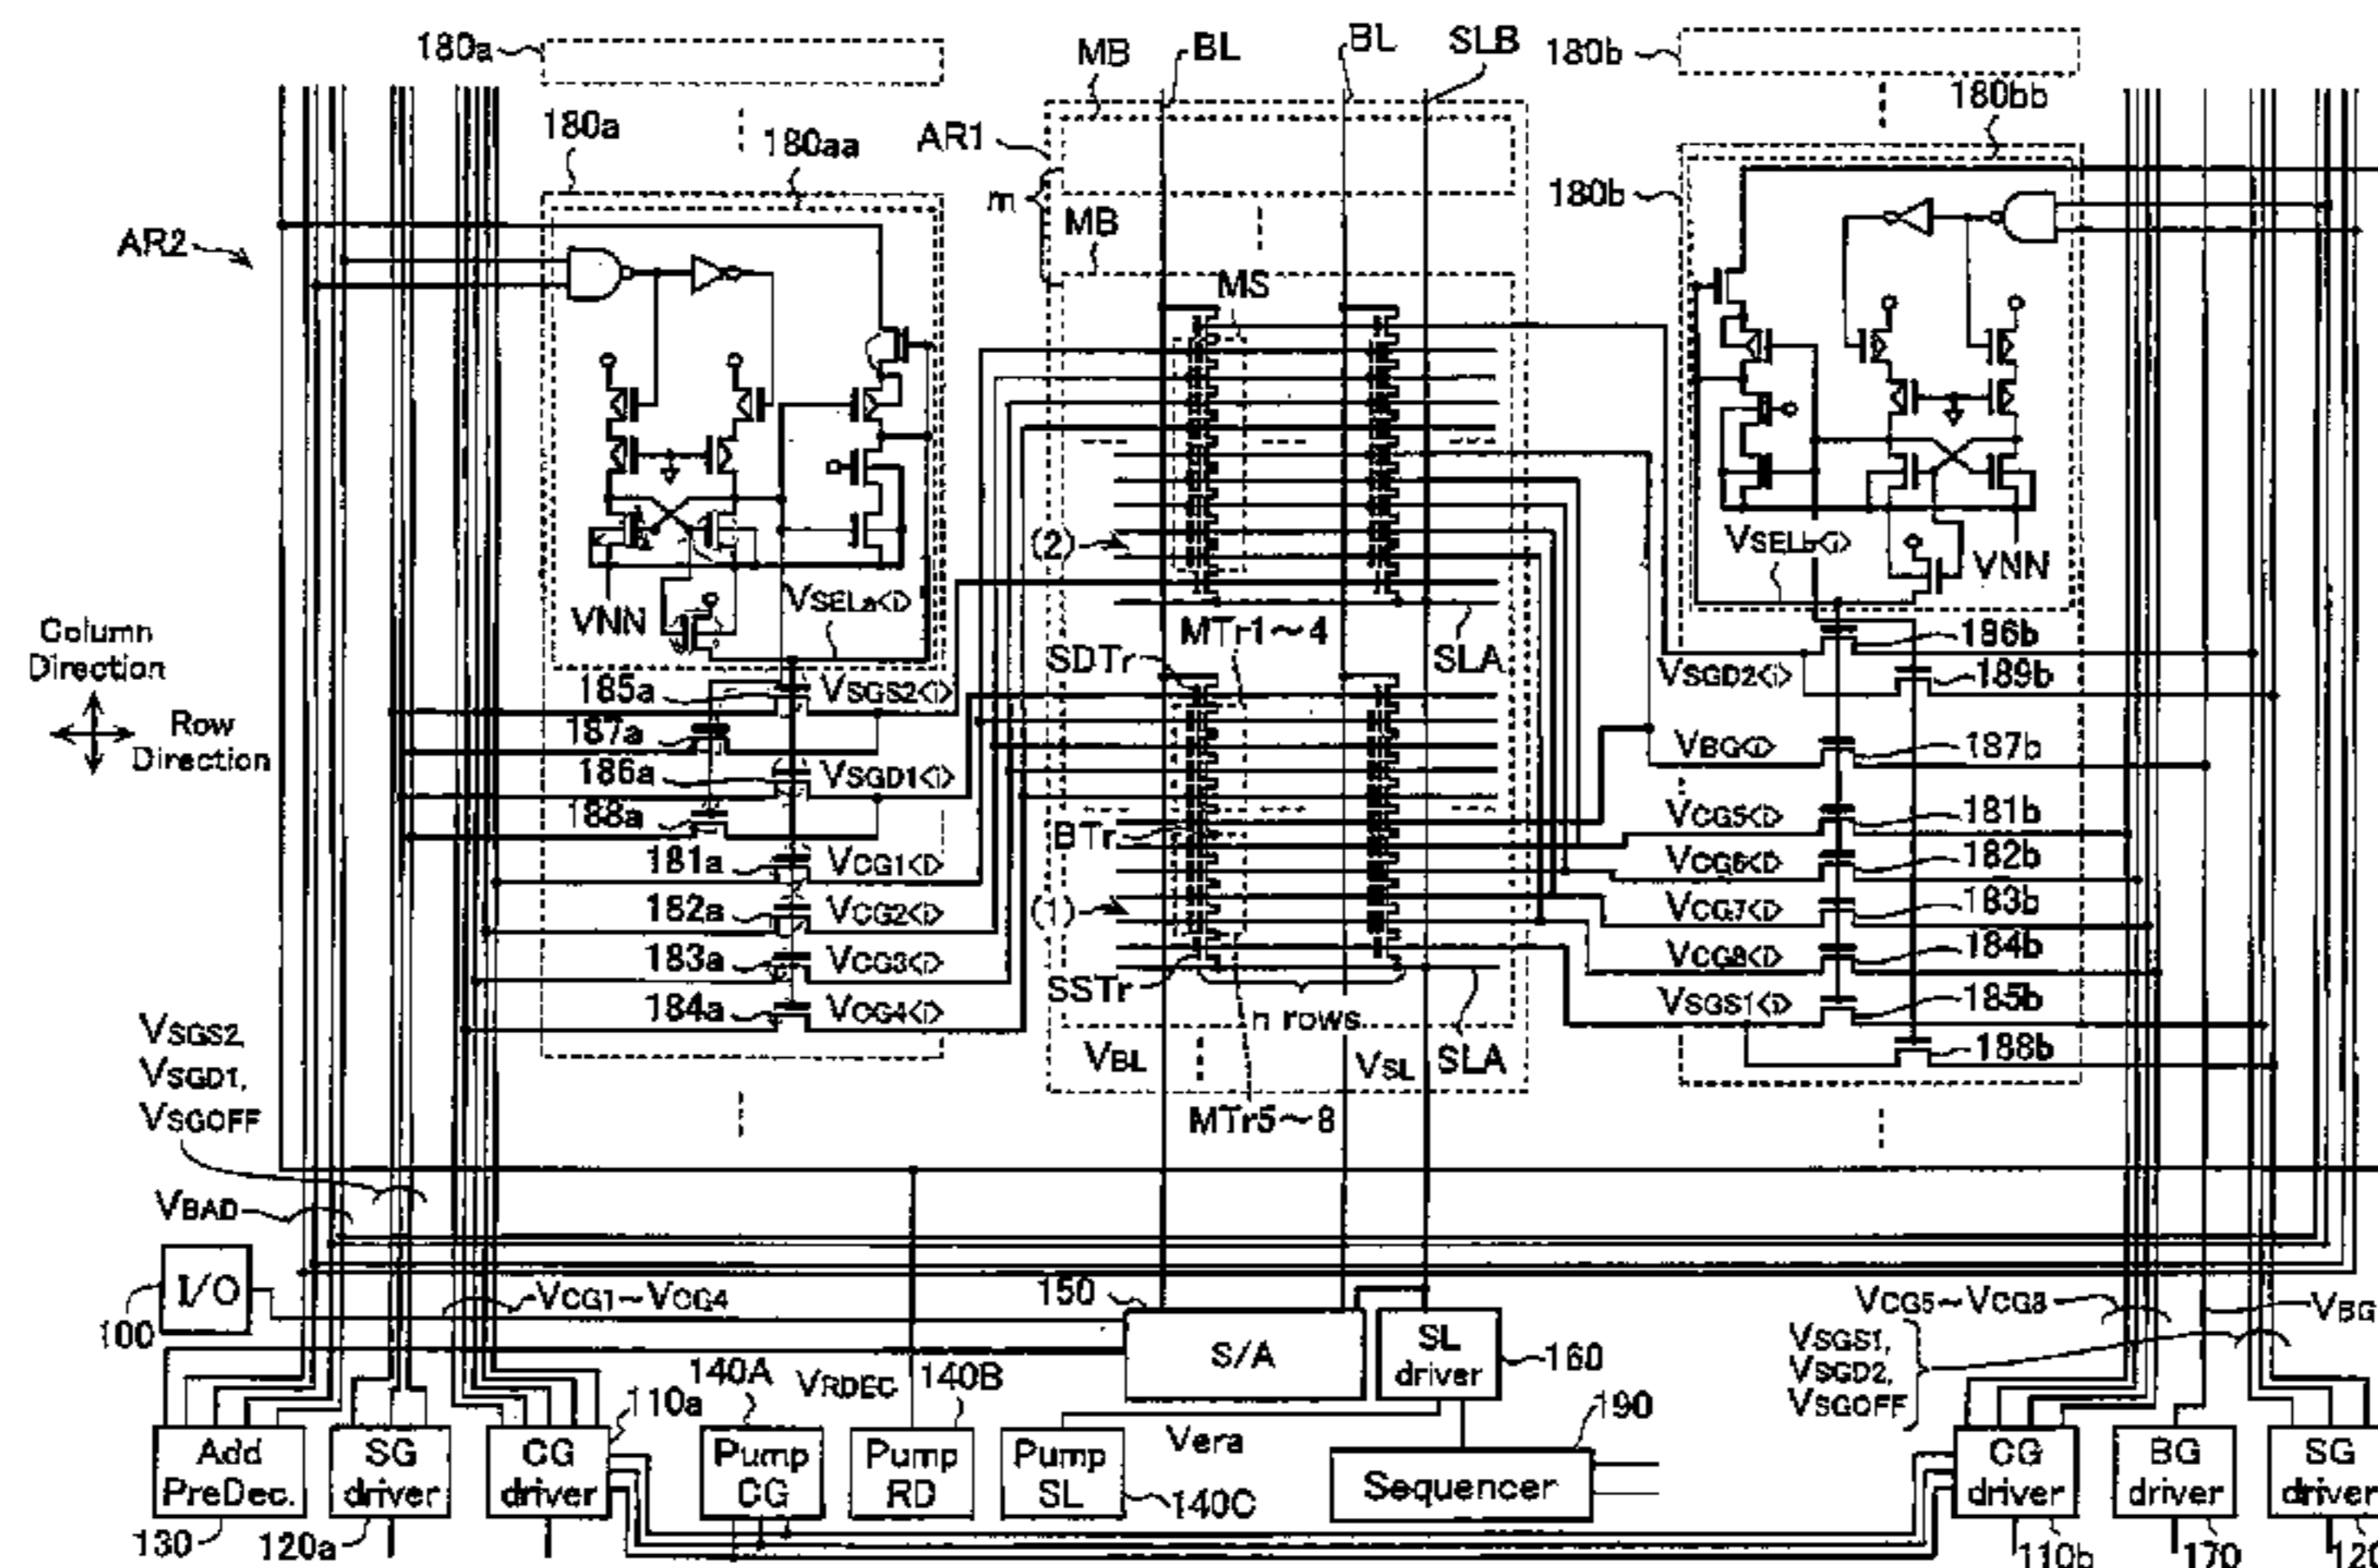 180a
MB
BL
BL
SLB
180b
180bb
180a
180aa
AR1
180b
m
MB
AR2
MS
(2)
VSELb<i>
VNN
VNN
VSELa<i>
MTr1~4
Column
Direction
Row
Direction
SDTr
SLA
186b
VSGD2<i>
189b
185a
VSGS2<i>
187a
186a
VSGD1<i>
188a
VBG<i>
187b
VCG5<i>
181b
BTr
181a
VCG1<i>
VCG6<i>
182b
182a
VCG2<i>
(1)
VCG7<i>
183b
183a
VCG3<i>
VCG8<i>
184b
SSTr
184a
VCG4<i>
VSGS1<i>
185b
n rows
188b
VSGS2,
VSGD1,
VSGOFF
VBL
VSL
SLA
MTr5~8
VBAD
I/O
100
VCG1~VCG4
150
S/A
SL
driver
160
VCG5~VCG8
VBG
VSGS1,
VSGD2,
VSGOFF
140A
VRDEC
140B
110a
Vera
190
Add
PreDec.
SG
driver
CG
driver
Pump
CG
Pump
RD
Pump
SL
Sequencer
CG
driver
BG
driver
SG
driver
140C
130
120a
110b
170